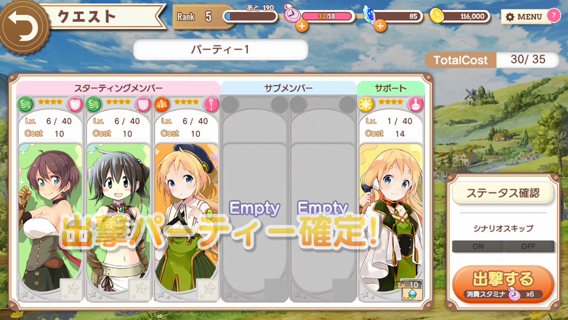 クエスト
Rank 5
あと 190
17/18
85
116,000
MENU
?
パーティー1
TotalCost 30/ 35
スターティングメンバー
サブメンバー
サポート
Lv. 6 / 40
Cost 10
Lv. 6 / 40
Cost 10
Lv. 6 / 40
Cost 10
Empty
Empty
Lv. 1 / 40
Cost 14
Lv. 10
出撃パーティー確定!
ステータス確認
シナリオスキップ
ON OFF
出撃する
消費スタミナ x6